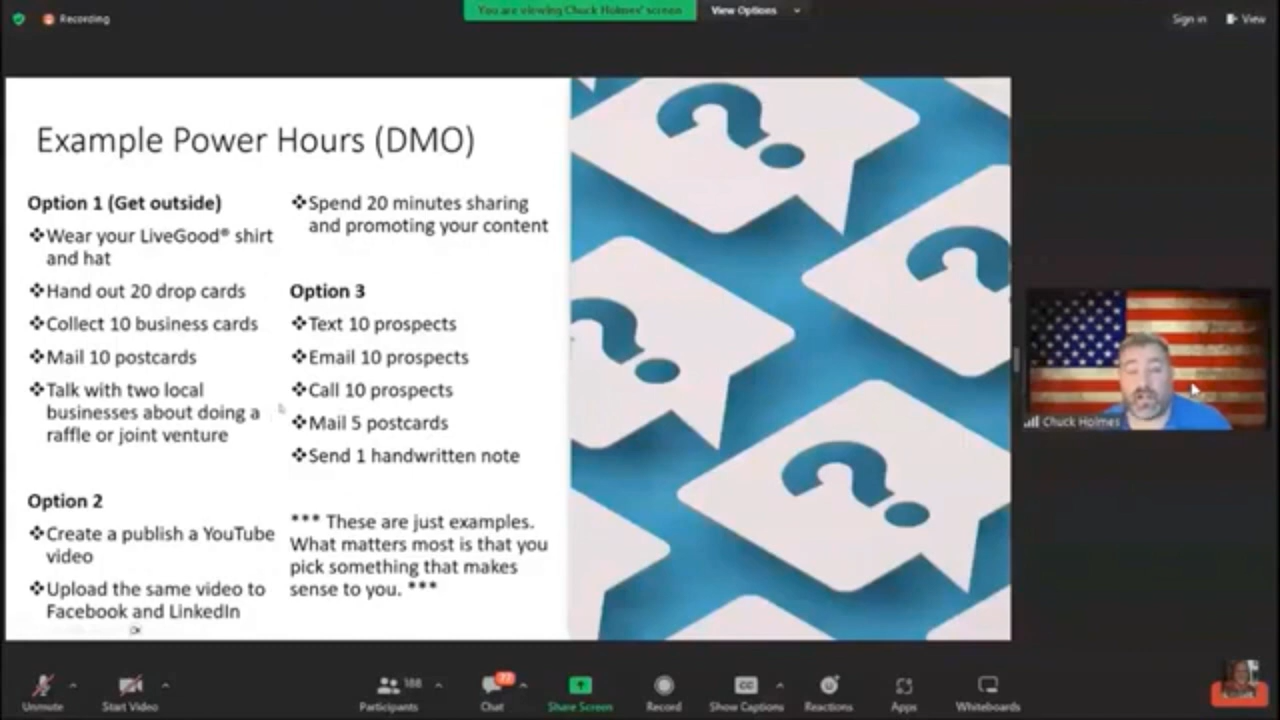 Recording
You are viewing Chuck Holmes' screen
View Options
Sign in
View
Example Power Hours (DMO)
Option 1 (Get outside)
❖Wear your LiveGood® shirt
and hat
❖Hand out 20 drop cards
❖Collect 10 business cards
❖Mail 10 postcards
❖Talk with two local
businesses about doing a
raffle or joint venture
Option 2
❖Create a publish a YouTube
video
❖Upload the same video to
Facebook and LinkedIn
❖Spend 20 minutes sharing
and promoting your content
Option 3
❖Text 10 prospects
❖Email 10 prospects
❖Call 10 prospects
❖Mail 5 postcards
❖Send 1 handwritten note
*** These are just examples.
What matters most is that you
pick something that makes
sense to you. ***
Chuck Holmes
Unmute
Start Video
Participants
188
Chat
Share Screen
Record
CC
Show Captions
Reactions
Apps
Whiteboards